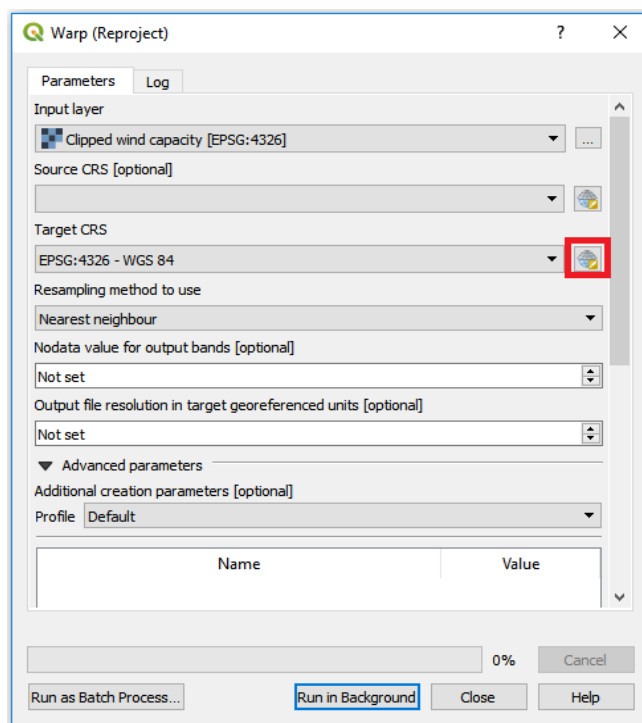 Warp (Reproject) ?
Parameters Log
Input layer
Clipped wind capacity [EPSG:4326] ...
Source CRS [optional]
Target CRS
EPSG:4326 - WGS 84
Resampling method to use
Nearest neighbour
Nodata value for output bands [optional]
Not set
Output file resolution in target georeferenced units [optional]
Not set
Advanced parameters
Additional creation parameters [optional]
Profile Default
Name Value
0% Cancel
Run as Batch Process... Run in Background Close Help